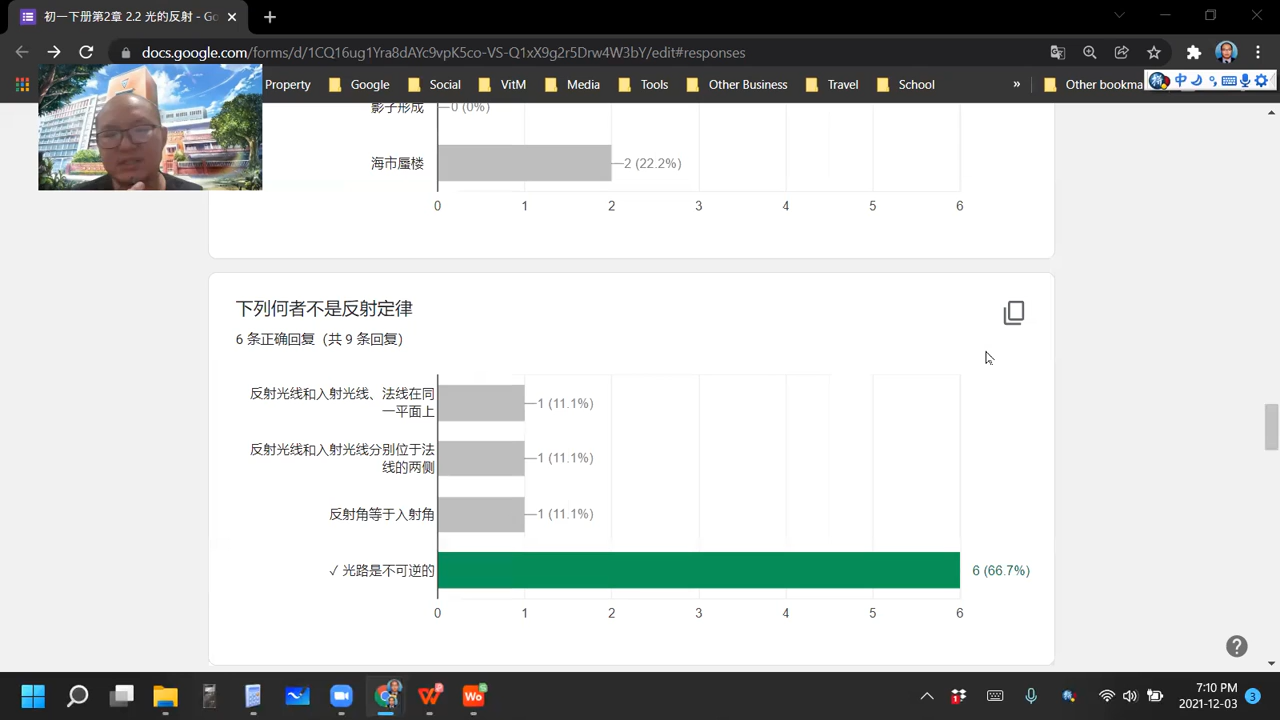 初一下册第2章 2.2 光的反射 - Go
docs.google.com/forms/d/1CQ16ug1Yra8dAYc9vpK5co-VS-Q1xX9g2r5Drw4W3bY/edit#responses
Property
Google
Social
VitM
Media
Tools
Other Business
Travel
School
»
Other bookma
中
影子形成
0 (0%)
海市蜃楼
2 (22.2%)
0 1 2 3 4 5 6
下列何者不是反射定律
6 条正确回复（共 9 条回复）
反射光线和入射光线、法线在同
一平面上
1 (11.1%)
反射光线和入射光线分别位于法
线的两侧
1 (11.1%)
反射角等于入射角
1 (11.1%)
✓ 光路是不可逆的
6 (66.7%)
0 1 2 3 4 5 6
Wo
7:10 PM
2021-12-03
3